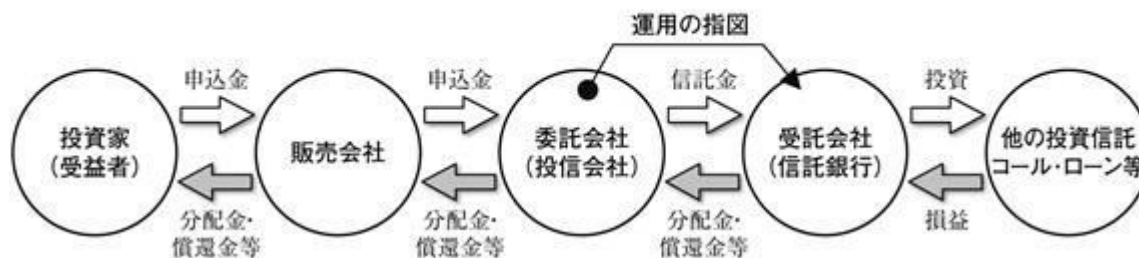 運用の指図
申込金
申込金
信託金
投資
投資家
(受益者)
販売会社
委託会社
(投信会社)
受託会社
(信託銀行)
他の投資信託
コール・ローン等
分配金・
償還金等
分配金・
償還金等
分配金・
償還金等
損益